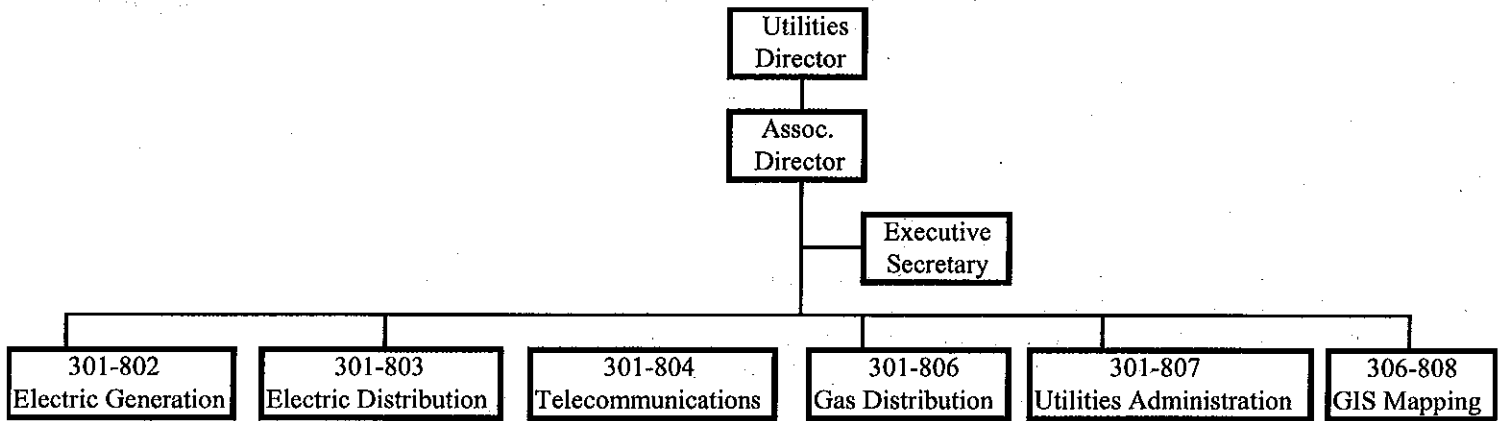 Utilities
Director
Assoc.
Director
Executive
Secretary
301-802
Electric Generation
301-803
Electric Distribution
301-804
Telecommunications
301-806
Gas Distribution
301-807
Utilities Administration
306-808
GIS Mapping